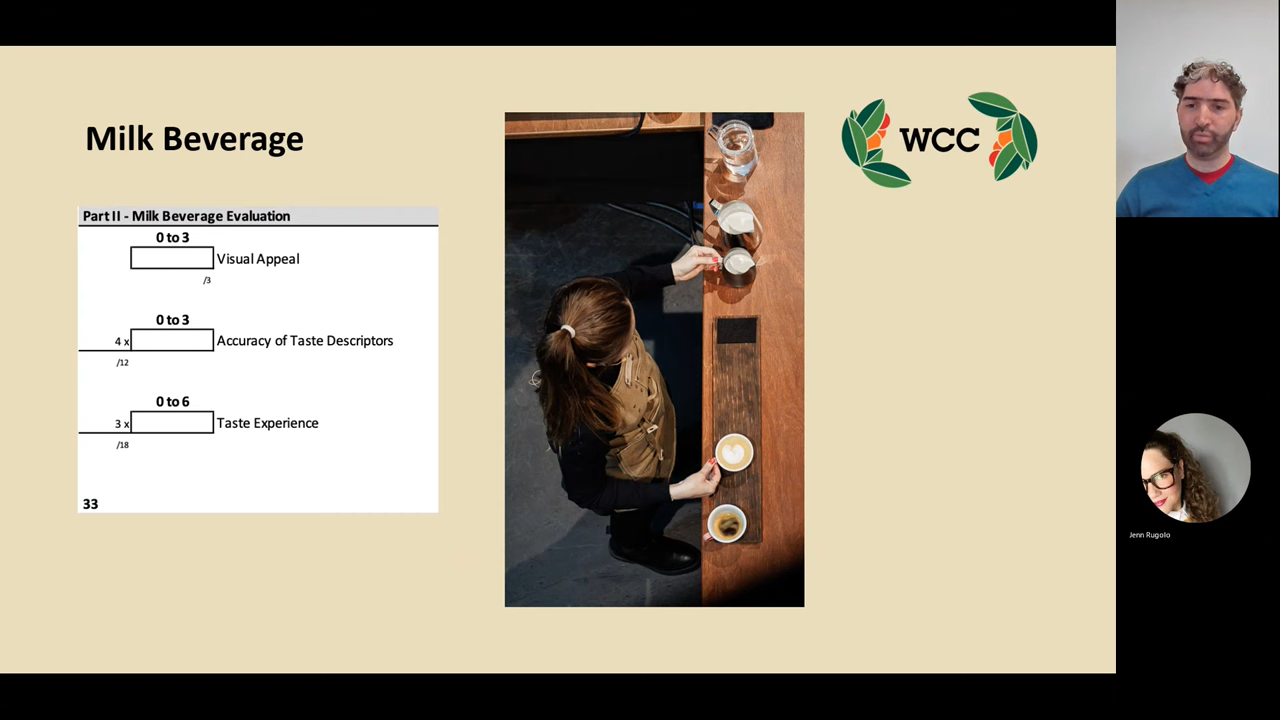 Milk Beverage
WCC
Part II - Milk Beverage Evaluation
0 to 3
Visual Appeal
/3
0 to 3
4 x
Accuracy of Taste Descriptors
/12
0 to 6
3 x
Taste Experience
/18
33
Jenn Rugolo